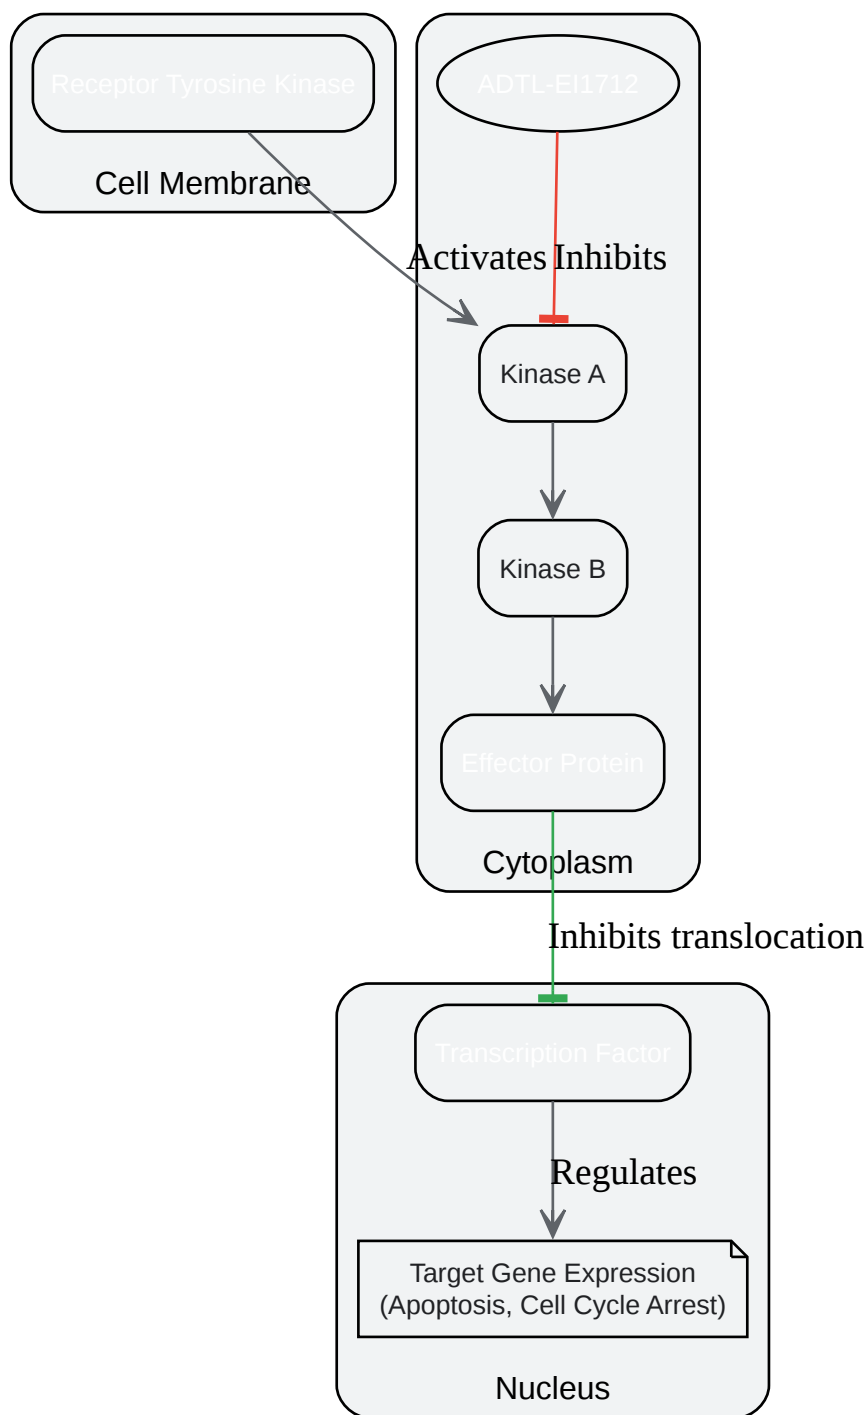 Receptor Tyrosine Kinase
ADTL-EI1712
Cell Membrane
Activates
Inhibits
Kinase A
Kinase B
Effector Protein
Cytoplasm
Inhibits translocation
Transcription Factor
Regulates
Target Gene Expression
(Apoptosis, Cell Cycle Arrest)
Nucleus